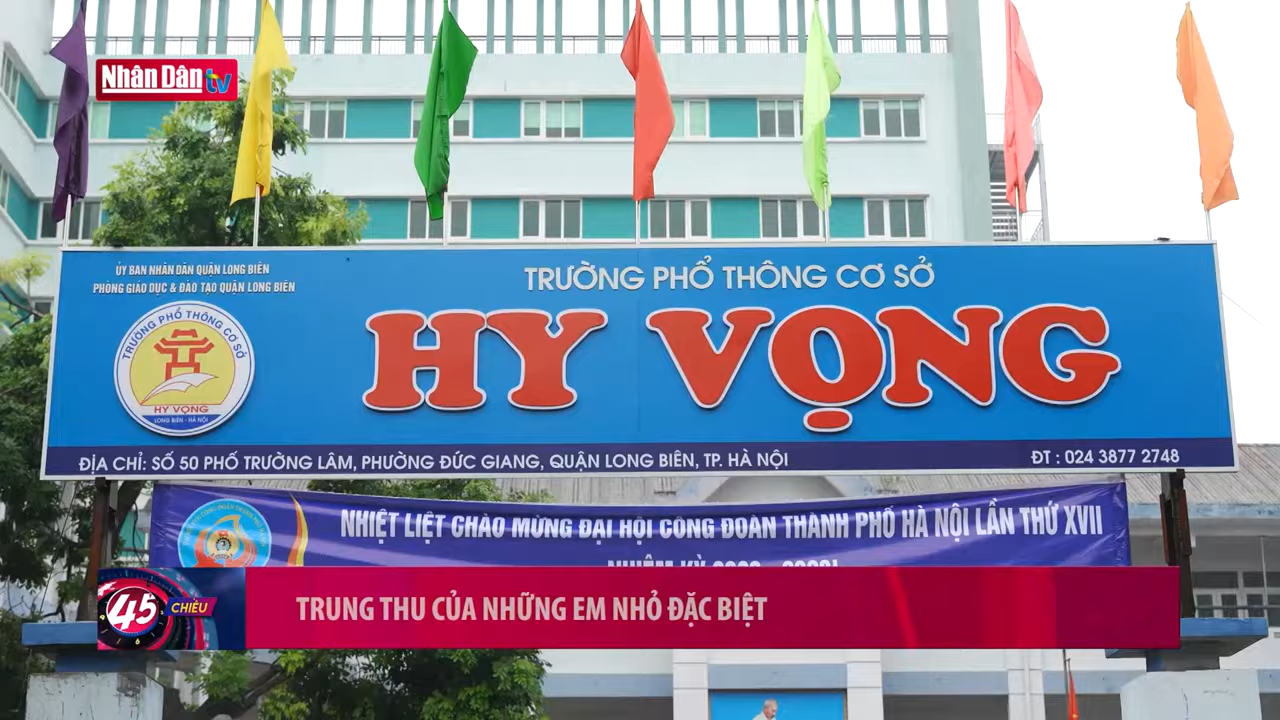 Nhân Dân tv
ỦY BAN NHÂN DÂN QUẬN LONG BIÊN
PHÒNG GIÁO DỤC & ĐÀO TẠO QUẬN LONG BIÊN
TRƯỜNG PHỔ THÔNG CƠ SỞ
HY VỌNG
TRƯỜNG PHỔ THÔNG CƠ SỞ
HY VỌNG
LONG BIÊN - HÀ NỘI
ĐỊA CHỈ: SỐ 50 PHỐ TRƯỜNG LÂM, PHƯỜNG ĐỨC GIANG, QUẬN LONG BIÊN, TP. HÀ NỘI
ĐT : 024 3877 2748
NHIỆT LIỆT CHÀO MỪNG ĐẠI HỘI CÔNG ĐOÀN THÀNH PHỐ HÀ NỘI LẦN THỨ XVII
NHIỆM KỲ
45 CHIỀU
TRUNG THU CỦA NHỮNG EM NHỎ ĐẶC BIỆT